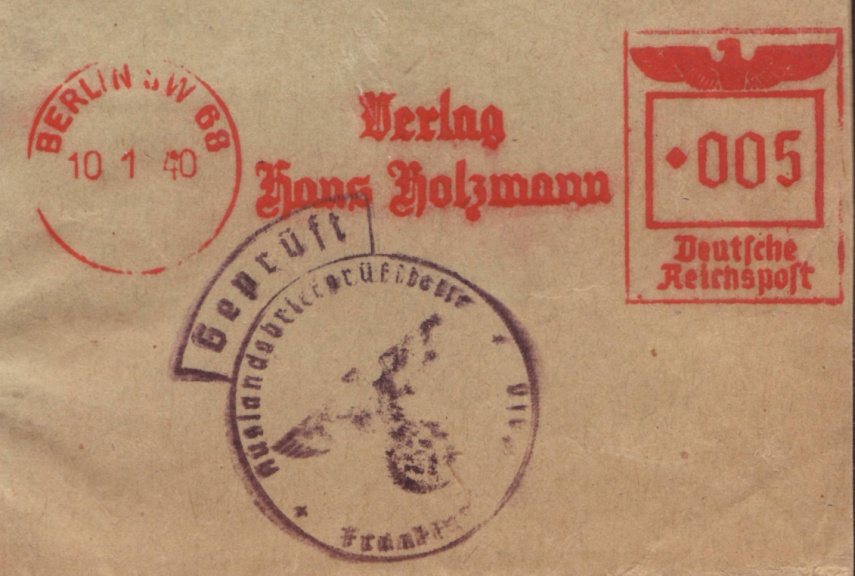 BERLIN SW 68
10 1 40
Verlag
Hans Holzmann
005
Deutsche
Reichspost
Geprüft
Auslandsbriefprüfstelle